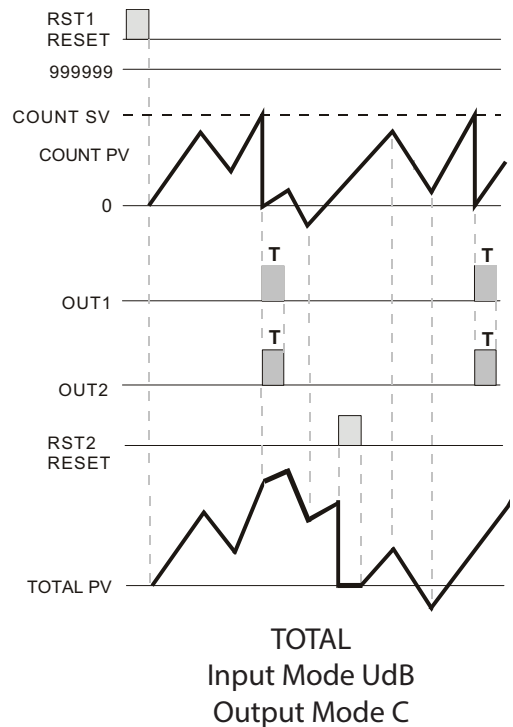 RST1
RESET
999999
COUNT SV
COUNT PV
0
T
T
OUT1
T
T
OUT2
RST2
RESET
TOTAL PV
TOTAL
Input Mode UdB
Output Mode C